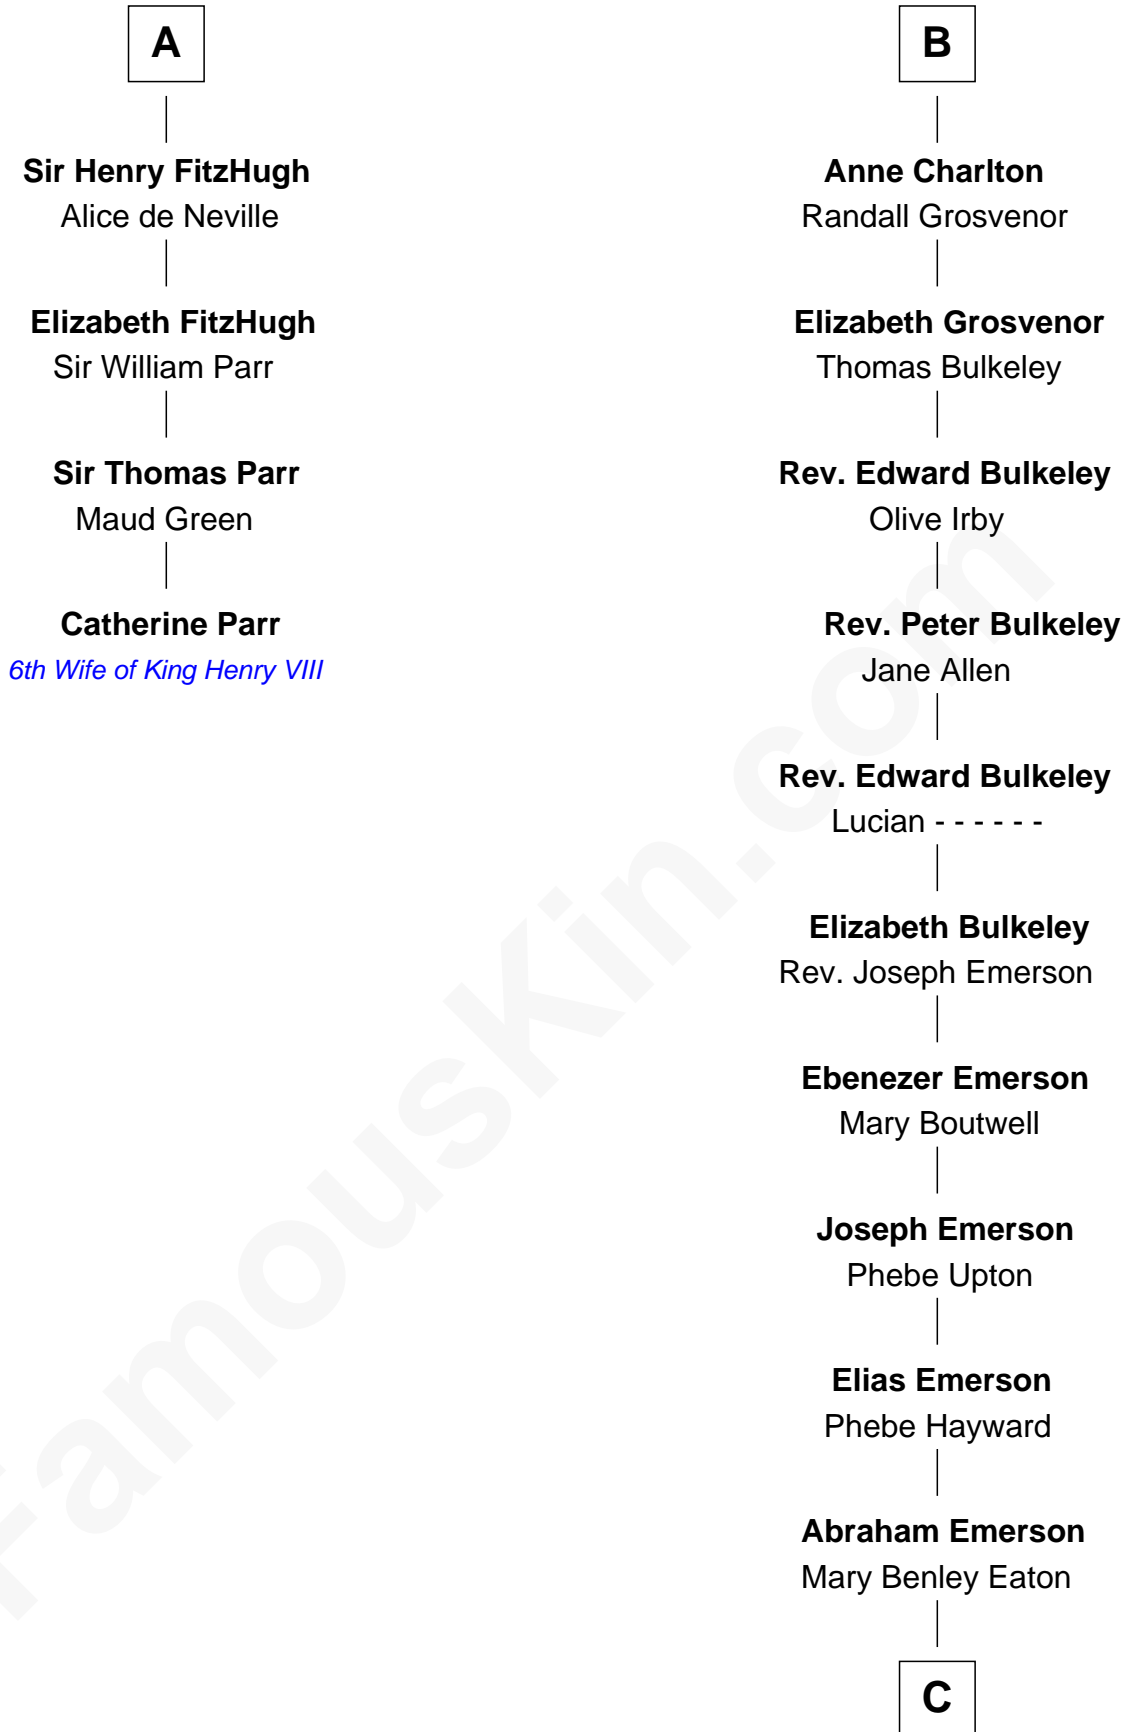 A
Sir Henry FitzHugh
Alice de Neville
Elizabeth FitzHugh
Sir William Parr
Sir Thomas Parr
Maud Green
Catherine Parr
6th Wife of King Henry VIII
B
Anne Charlton
Randall Grosvenor
Elizabeth Grosvenor
Thomas Bulkeley
Rev. Edward Bulkeley
Olive Irby
Rev. Peter Bulkeley
Jane Allen
Rev. Edward Bulkeley
Lucian - - - - - -
Elizabeth Bulkeley
Rev. Joseph Emerson
Ebenezer Emerson
Mary Boutwell
Joseph Emerson
Phebe Upton
Elias Emerson
Phebe Hayward
Abraham Emerson
Mary Benley Eaton
C
FamousKin.com